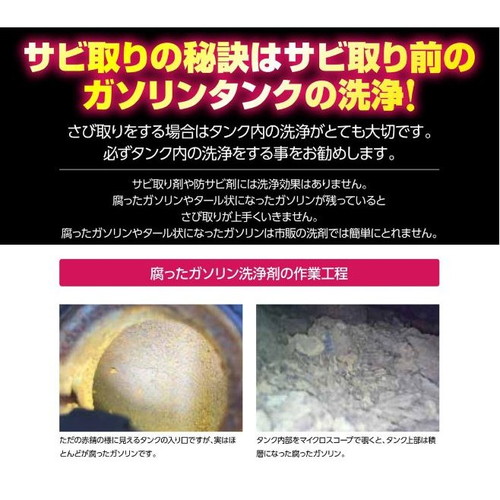 サビ取りの秘訣はサビ取り前の
ガソリンタンクの洗浄!
さび取りをする場合はタンク内の洗浄がとても大切です。
必ずタンク内の洗浄をする事をお勧めします。
サビ取り剤や防サビ剤には洗浄効果はありません。
腐ったガソリンやタール状になったガソリンが残っていると
さび取りが上手くいきません。
腐ったガソリンやタール状になったガソリンは市販の洗剤では簡単にとれません。
腐ったガソリン洗浄剤の作業工程
ただの赤錆の様に見えるタンクの入り口ですが、実はほ
とんどが腐ったガソリンです。
タンク内部をマイクロスコープで覗くと、タンク上部は積
層になった腐ったガソリン。